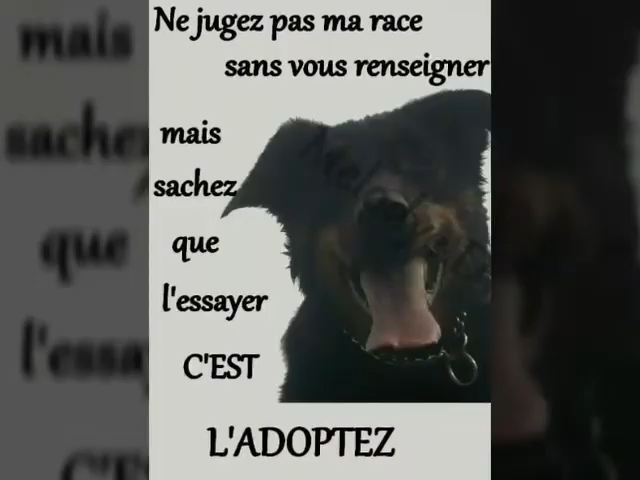 Ne jugez pas ma race
sans vous renseigner
mais
sachez
que
l'essayer
C'EST
L'ADOPTEZ